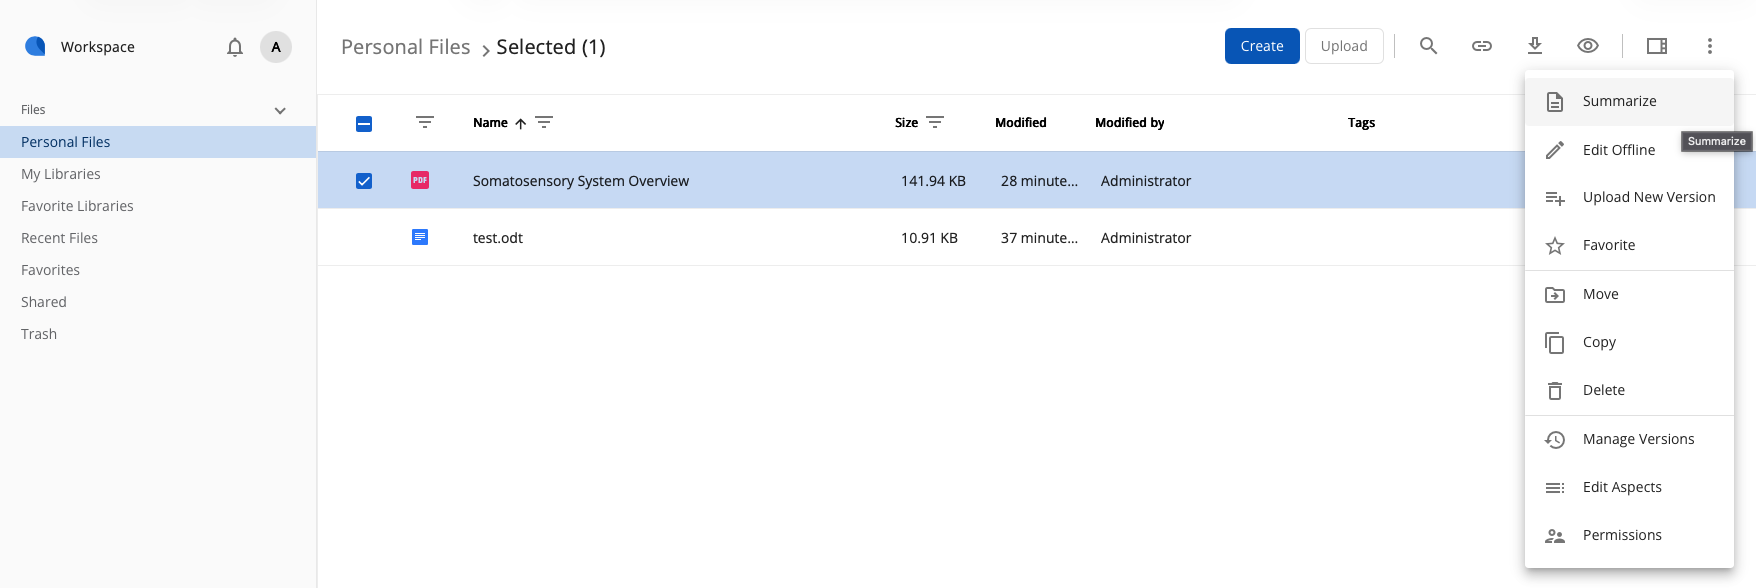 Workspace
A
Files
Personal Files
My Libraries
Favorite Libraries
Recent Files
Favorites
Shared
Trash
Personal Files > Selected (1)
Create
Upload
Name
Size
Modified
Modified by
Tags
PDF
Somatosensory System Overview
141.94 KB
28 minute...
Administrator
test.odt
10.91 KB
37 minute...
Administrator
Summarize
Summarize
Edit Offline
Upload New Version
Favorite
Move
Copy
Delete
Manage Versions
Edit Aspects
Permissions